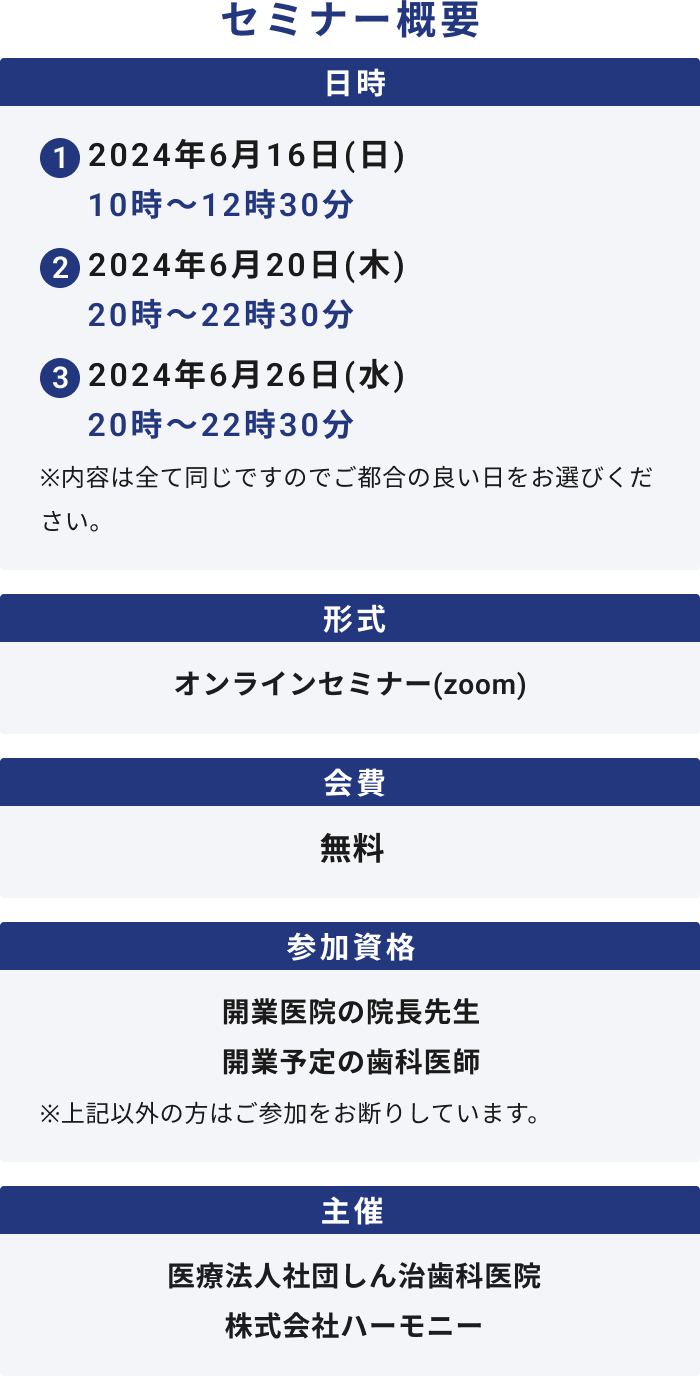 セミナー概要
日時
1 2024年6月16日(日)
10時〜12時30分
2 2024年6月20日(木)
20時〜22時30分
3 2024年6月26日(水)
20時〜22時30分
※内容は全て同じですのでご都合の良い日をお選びくだ
さい。
形式
オンラインセミナー(zoom)
会費
無料
参加資格
開業医院の院長先生
開業予定の歯科医師
※上記以外の方はご参加をお断りしています。
主催
医療法人社団しん治歯科医院
株式会社ハーモニー